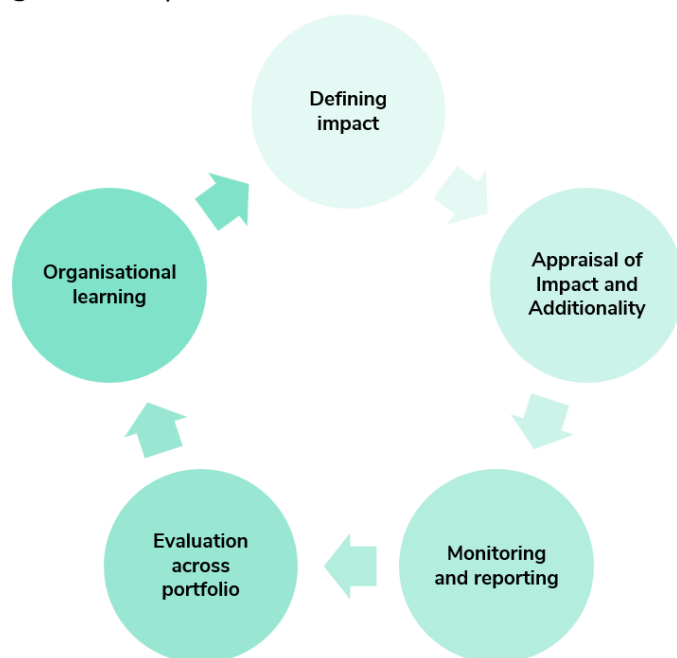 Defining
impact
Appraisal of
Impact and
Additionality
Monitoring
and reporting
Evaluation
across
portfolio
Organisational
learning